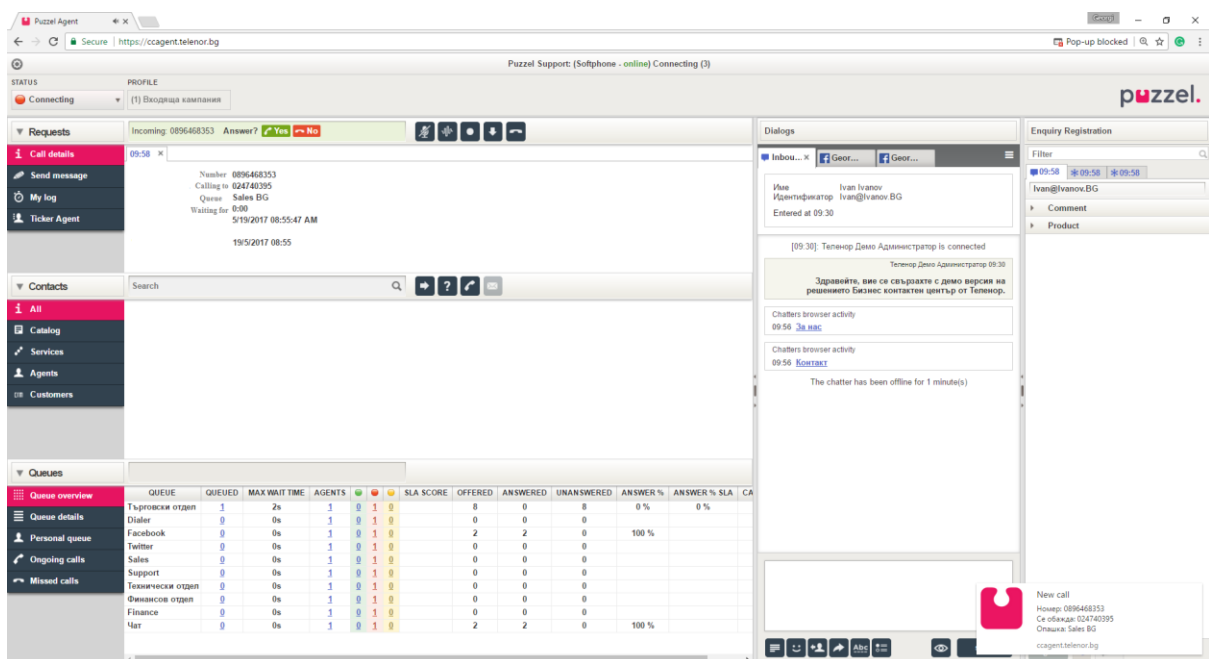 Puzzel Agent
Georgi
Secure https://ccagent.telenor.bg
Pop-up blocked
Puzzel Support: (Softphone - online) Connecting (3)
STATUS PROFILE
Connecting (1) Входяща кампания
puzzel.
Requests
Incoming: 0896468353 Answer? Yes No
Call details
Send message
My log
Ticker Agent
09:58
Number 0896468353
Calling to 024740395
Queue Sales BG
Waiting for 0:00
5/19/2017 08:55:47 AM
19/5/2017 08:55
Contacts
Search
All
Catalog
Services
Agents
Customers
Queues
Queue overview
Queue details
Personal queue
Ongoing calls
Missed calls
QUEUE QUEUED MAX WAIT TIME AGENTS SLA SCORE OFFERED ANSWERED UNANSWERED ANSWER % ANSWER % SLA CA
Търговски отдел 1 2s 1 0 1 0 8 0 8 0 % 0 %
Dialer 0 0s 1 0 1 0 0 0 0
Facebook 0 0s 1 0 1 0 2 2 0 100 %
Twitter 0 0s 1 0 1 0 0 0 0
Sales 0 0s 1 0 1 0 0 0 0
Support 0 0s 1 0 1 0 0 0 0
Технически отдел 0 0s 1 0 1 0 0 0 0
Финансов отдел 0 0s 1 0 1 0 0 0 0
Finance 0 0s 1 0 1 0 0 0 0
Чат 0 0s 1 0 1 0 2 2 0 100 %
Dialogs
Inbou... Geor... Geor...
Име Ivan Ivanov
Идентификатор Ivan@Ivanov.BG
Entered at 09:30
[09:30]: Теленор Демо Администратор is connected
Теленор Демо Администратор 09:30
Здравейте, вие се свързахте с демо версия на
решението Бизнес контактен център от Теленор.
Chatters browser activity
09:56 За нас
Chatters browser activity
09:56 Контакт
The chatter has been offline for 1 minute(s)
Abc
Enquiry Registration
Filter
09:58 09:58 09:58
Ivan@Ivanov.BG
Comment
Product
New call
Номер: 0896468353
Се обажда: 024740395
Опашка: Sales BG
ccagent.telenor.bg